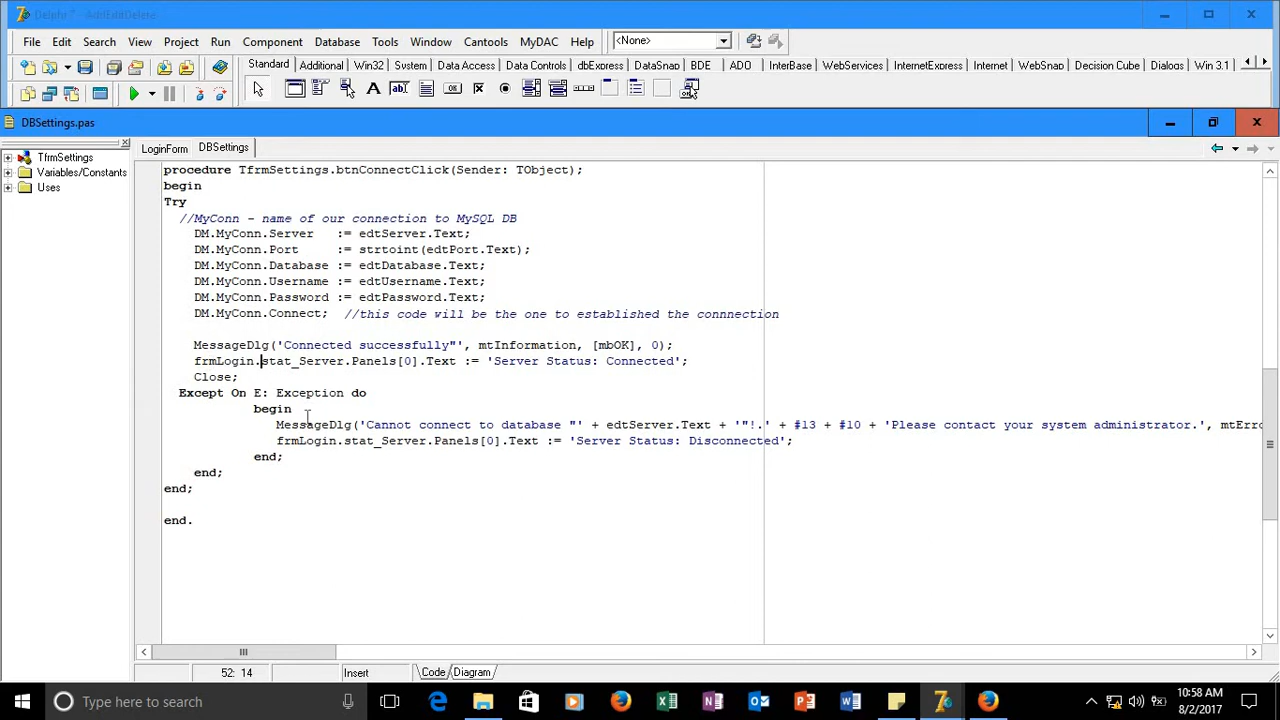 Delphi 7 - AddEditDelete
File Edit Search View Project Run Component Database Tools Window Cantools MyDAC Help <None>
Standard Additional Win32 System Data Access Data Controls dbExpress DataSnap BDE ADO InterBase WebServices InternetExpress Internet WebSnap Decision Cube Dialogs Win 3.1
DBSettings.pas
LoginForm DBSettings
TfrmSettings
Variables/Constants
Uses
procedure TfrmSettings.btnConnectClick(Sender: TObject);
begin
Try
//MyConn - name of our connection to MySQL DB
DM.MyConn.Server := edtServer.Text;
DM.MyConn.Port := strtoint(edtPort.Text);
DM.MyConn.Database := edtDatabase.Text;
DM.MyConn.Username := edtUsername.Text;
DM.MyConn.Password := edtPassword.Text;
DM.MyConn.Connect; //this code will be the one to established the connnection
MessageDlg('Connected successfully"', mtInformation, [mbOK], 0);
frmLogin.stat_Server.Panels[0].Text := 'Server Status: Connected';
Close;
Except On E: Exception do
begin
MessageDlg('Cannot connect to database "' + edtServer.Text + '"!.' + #13 + #10 + 'Please contact your system administrator.', mtErro
frmLogin.stat_Server.Panels[0].Text := 'Server Status: Disconnected';
end;
end;
end;
end.
52: 14 Insert Code Diagram
Type here to search
10:58 AM
8/2/2017